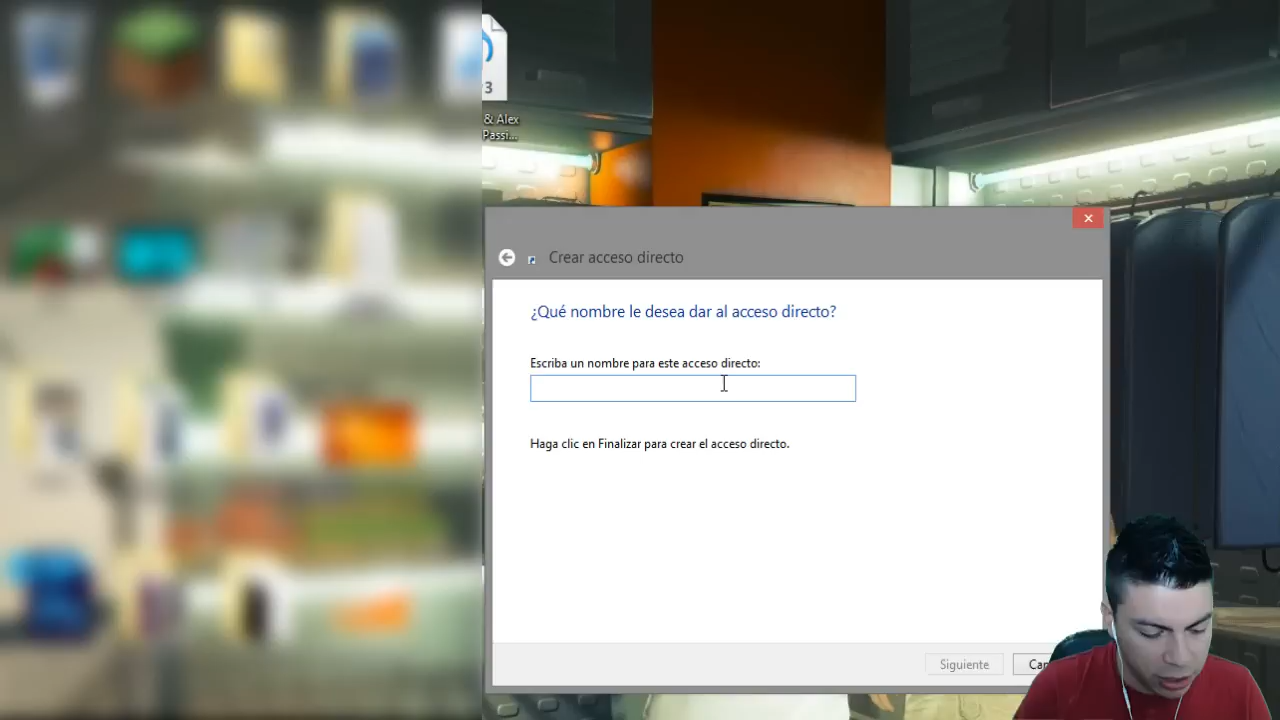 3
& Alex
Passi...
Crear acceso directo
¿Qué nombre le desea dar al acceso directo?
Escriba un nombre para este acceso directo:
Haga clic en Finalizar para crear el acceso directo.
Siguiente